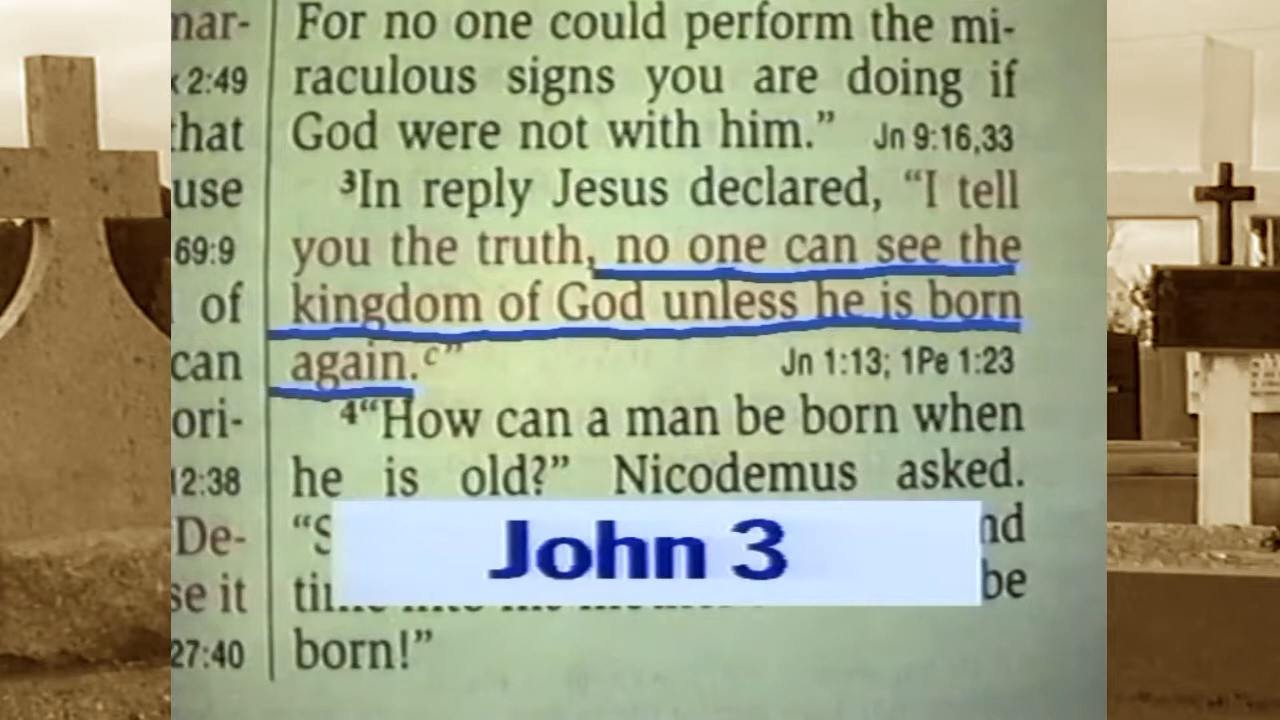 2:49
that
use
69:9
of
can
ori-
12:38
De-
se it
27:40
For no one could perform the mi-
raculous signs you are doing if
God were not with him.” Jn 9:16,33
³In reply Jesus declared, “I tell
you the truth, no one can see the
kingdom of God unless he is born
again.ᶜ” Jn 1:13; 1Pe 1:23
⁴“How can a man be born when
he is old?” Nicodemus asked.
be
born!”
John 3